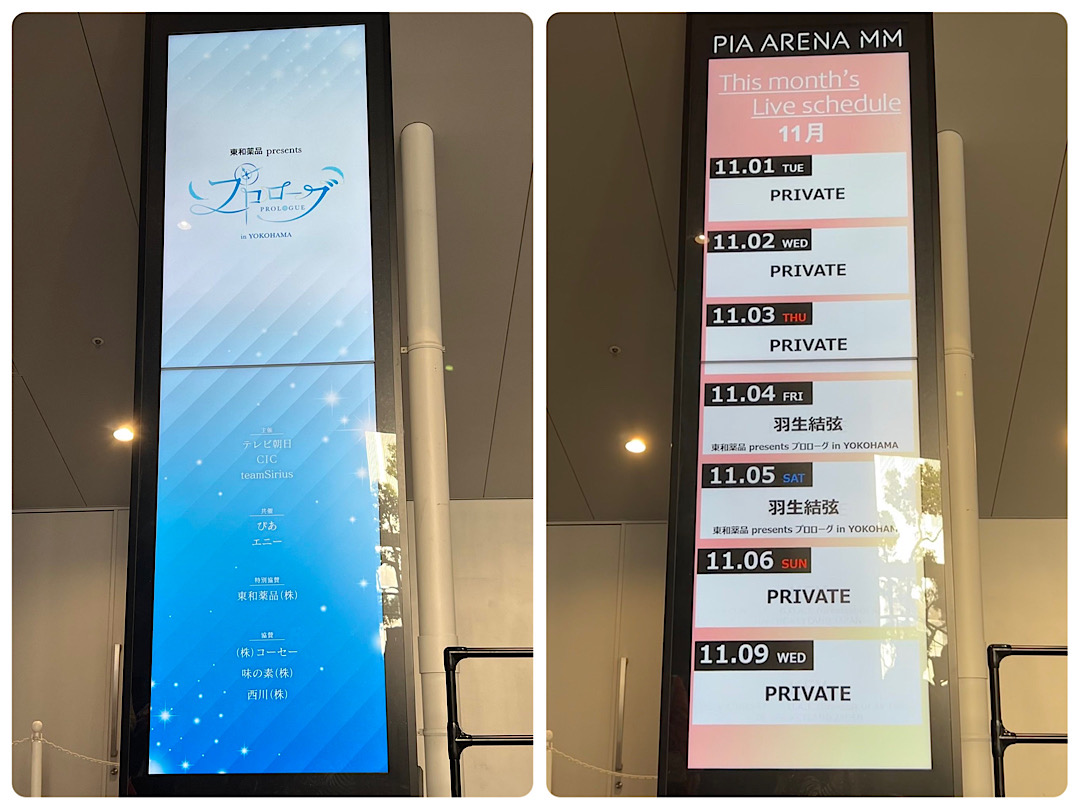 東和薬品 presents
プロローグ
PROLOGUE
in YOKOHAMA
主催
テレビ朝日
CIC
teamSirius
共催
ぴあ
エニー
特別協賛
東和薬品(株)
協賛
(株)コーセー
味の素(株)
西川(株)
PIA ARENA MM
This month's
Live schedule
11月
11.01 TUE
PRIVATE
11.02 WED
PRIVATE
11.03 THU
PRIVATE
11.04 FRI
羽生結弦
東和薬品 presents プロローグ in YOKOHAMA
11.05 SAT
羽生結弦
東和薬品 presents プロローグ in YOKOHAMA
11.06 SUN
PRIVATE
11.09 WED
PRIVATE